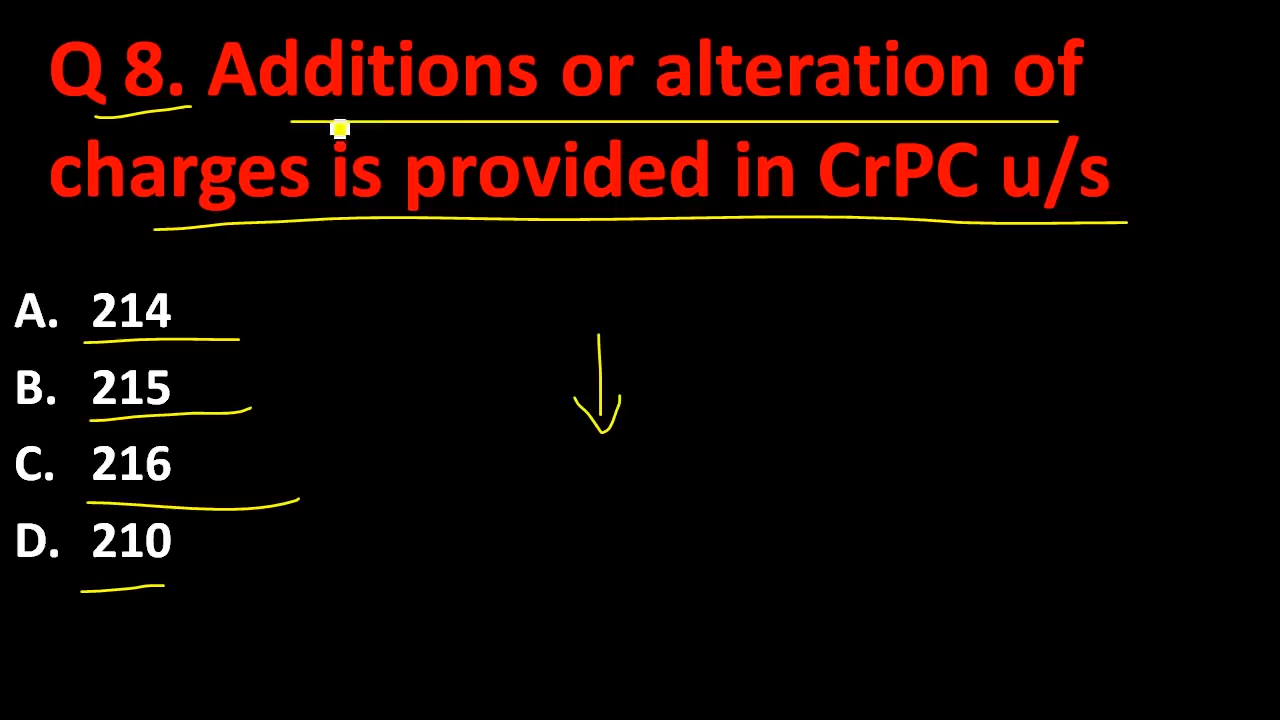 Q 8. Additions or alteration of
charges is provided in CrPC u/s
A. 214
B. 215
C. 216
D. 210